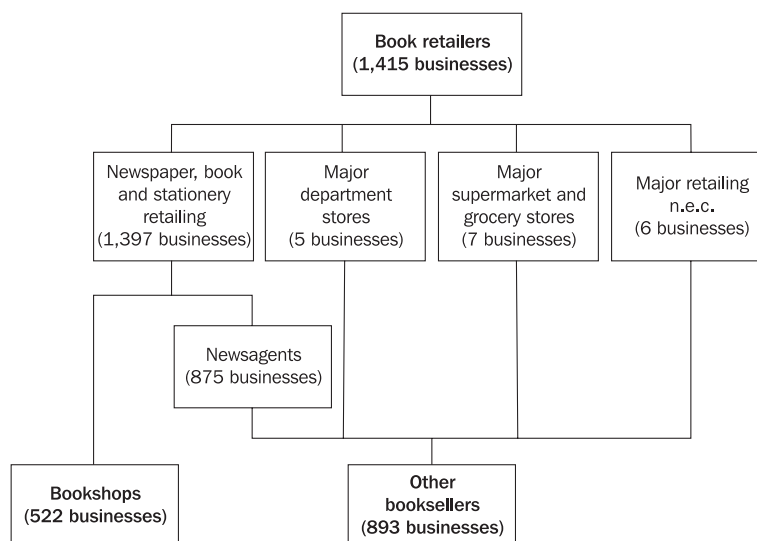 Book retailers
(1,415 businesses)
Newspaper, book
and stationery
retailing
(1,397 businesses)
Major
department
stores
(5 businesses)
Major
supermarket and
grocery stores
(7 businesses)
Major retailing
n.e.c.
(6 businesses)
Newsagents
(875 businesses)
Bookshops
(522 businesses)
Other
booksellers
(893 businesses)